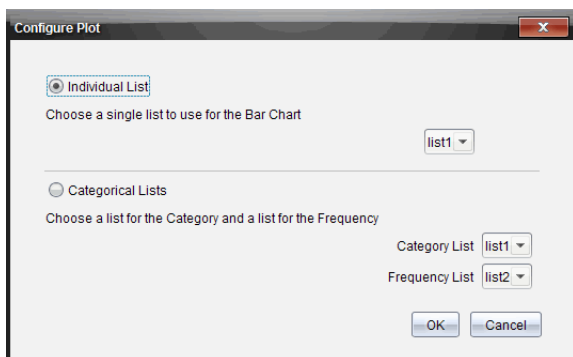 Configure Plot
Individual List
Choose a single list to use for the Bar Chart
list1
Categorical Lists
Choose a list for the Category and a list for the Frequency
Category List list1
Frequency List list2
OK Cancel